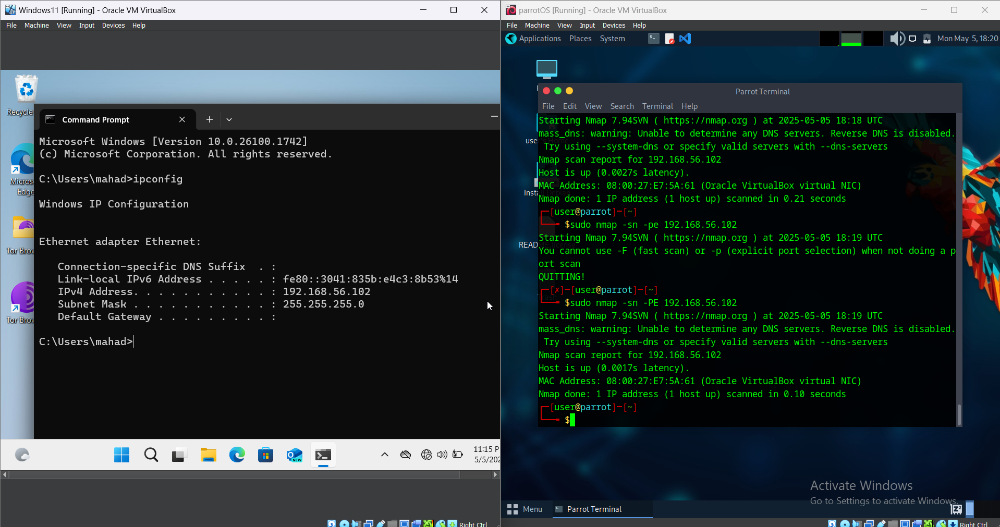 Windows11 [Running] - Oracle VM VirtualBox
File Machine View Input Devices Help
Recycle
Micros
Edge
Tor Brow
Tor Brow
Command Prompt
Microsoft Windows [Version 10.0.26100.1742]
(c) Microsoft Corporation. All rights reserved.
C:\Users\mahad>ipconfig
Windows IP Configuration
Ethernet adapter Ethernet:
Connection-specific DNS Suffix . :
Link-local IPv6 Address . . . . . : fe80::3041:835b:e4c3:8b53%14
IPv4 Address. . . . . . . . . . . : 192.168.56.102
Subnet Mask . . . . . . . . . . . : 255.255.255.0
Default Gateway . . . . . . . . . :
C:\Users\mahad>
NEW
11:15 P
5/5/202
Right Ctrl
parrotOS [Running] - Oracle VM VirtualBox
File Machine View Input Devices Help
Applications Places System
Mon May 5, 18:20
use
Insta
READ
Parrot Terminal
File Edit View Search Terminal Help
Starting Nmap 7.94SVN ( https://nmap.org ) at 2025-05-05 18:18 UTC
mass_dns: warning: Unable to determine any DNS servers. Reverse DNS is disabled.
Try using --system-dns or specify valid servers with --dns-servers
Nmap scan report for 192.168.56.102
Host is up (0.0027s latency).
MAC Address: 08:00:27:E7:5A:61 (Oracle VirtualBox virtual NIC)
Nmap done: 1 IP address (1 host up) scanned in 0.21 seconds
┌─[user@parrot]─[~]
└──╼ $sudo nmap -sn -pe 192.168.56.102
Starting Nmap 7.94SVN ( https://nmap.org ) at 2025-05-05 18:19 UTC
You cannot use -F (fast scan) or -p (explicit port selection) when not doing a p
ort scan
QUITTING!
┌─[✗]─[user@parrot]─[~]
└──╼ $sudo nmap -sn -PE 192.168.56.102
Starting Nmap 7.94SVN ( https://nmap.org ) at 2025-05-05 18:19 UTC
mass_dns: warning: Unable to determine any DNS servers. Reverse DNS is disabled.
Try using --system-dns or specify valid servers with --dns-servers
Nmap scan report for 192.168.56.102
Host is up (0.0017s latency).
MAC Address: 08:00:27:E7:5A:61 (Oracle VirtualBox virtual NIC)
Nmap done: 1 IP address (1 host up) scanned in 0.10 seconds
┌─[user@parrot]─[~]
└──╼ $
Activate Windows
Go to Settings to activate Windows.
Menu
Parrot Terminal
Right Ctrl